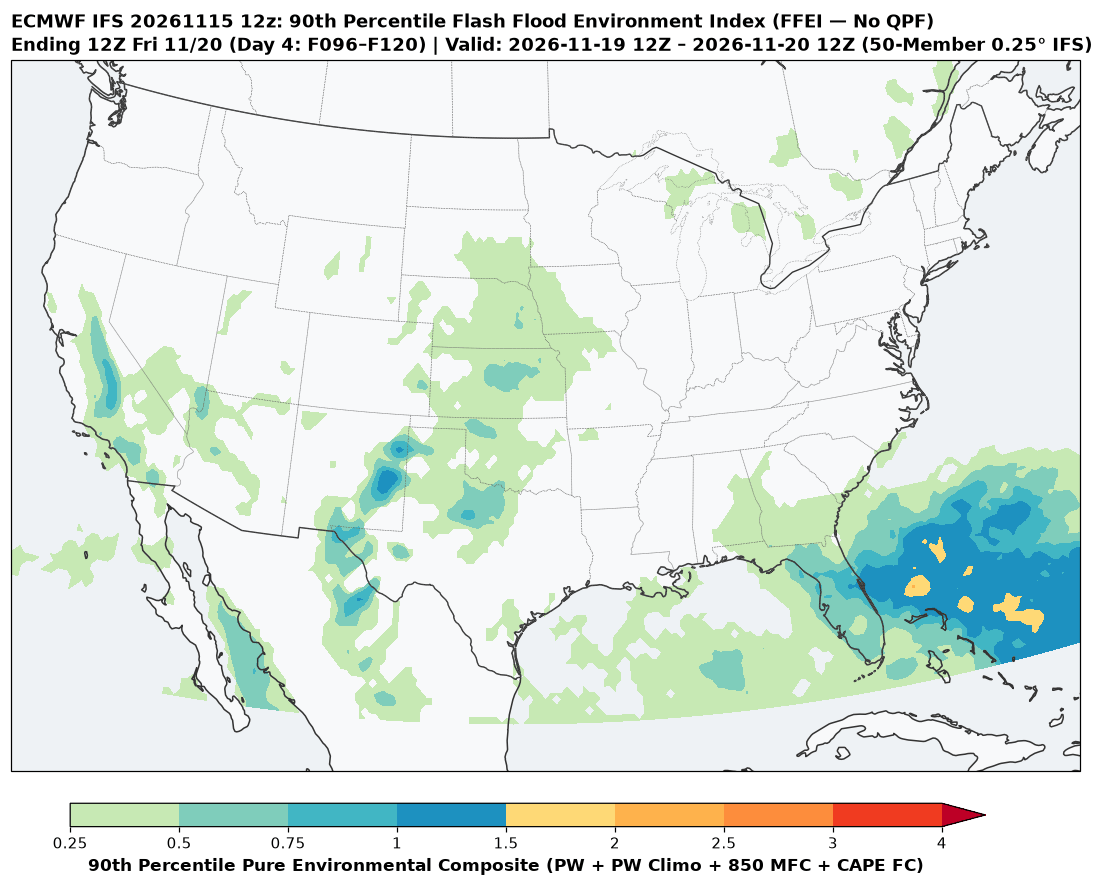 ECMWF IFS 20261115 12z: 90th Percentile Flash Flood Environment Index (FFEI — No QPF)
Ending 12Z Fri 11/20 (Day 4: F096–F120) | Valid: 2026-11-19 12Z – 2026-11-20 12Z (50-Member 0.25° IFS)
0.25 0.5 0.75 1 1.5 2 2.5 3 4
90th Percentile Pure Environmental Composite (PW + PW Climo + 850 MFC + CAPE FC)